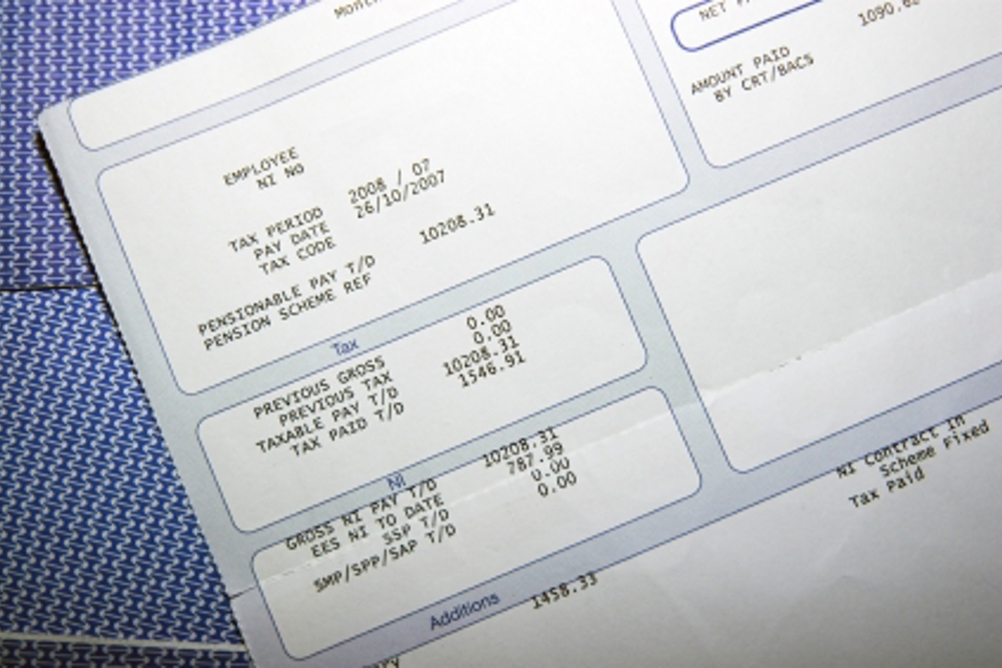 NET
1090.
AMOUNT PAID
BY CRT/BACS
EMPLOYEE
NI NO
TAX PERIOD 2008 / 07
PAY DATE 26/10/2007
TAX CODE
PENSIONABLE PAY T/D 10208.31
PENSION SCHEME REF
Tax
PREVIOUS GROSS 0.00
PREVIOUS TAX 0.00
TAXABLE PAY T/D 10208.31
TAX PAID T/D 1546.91
NI
GROSS NI PAY T/D 10208.31
EES NI TO DATE 787.99
SSP T/D 0.00
SMP/SPP/SAP T/D 0.00
Additions 1458.33
NI Contract in
Scheme Fixed
Tax Paid